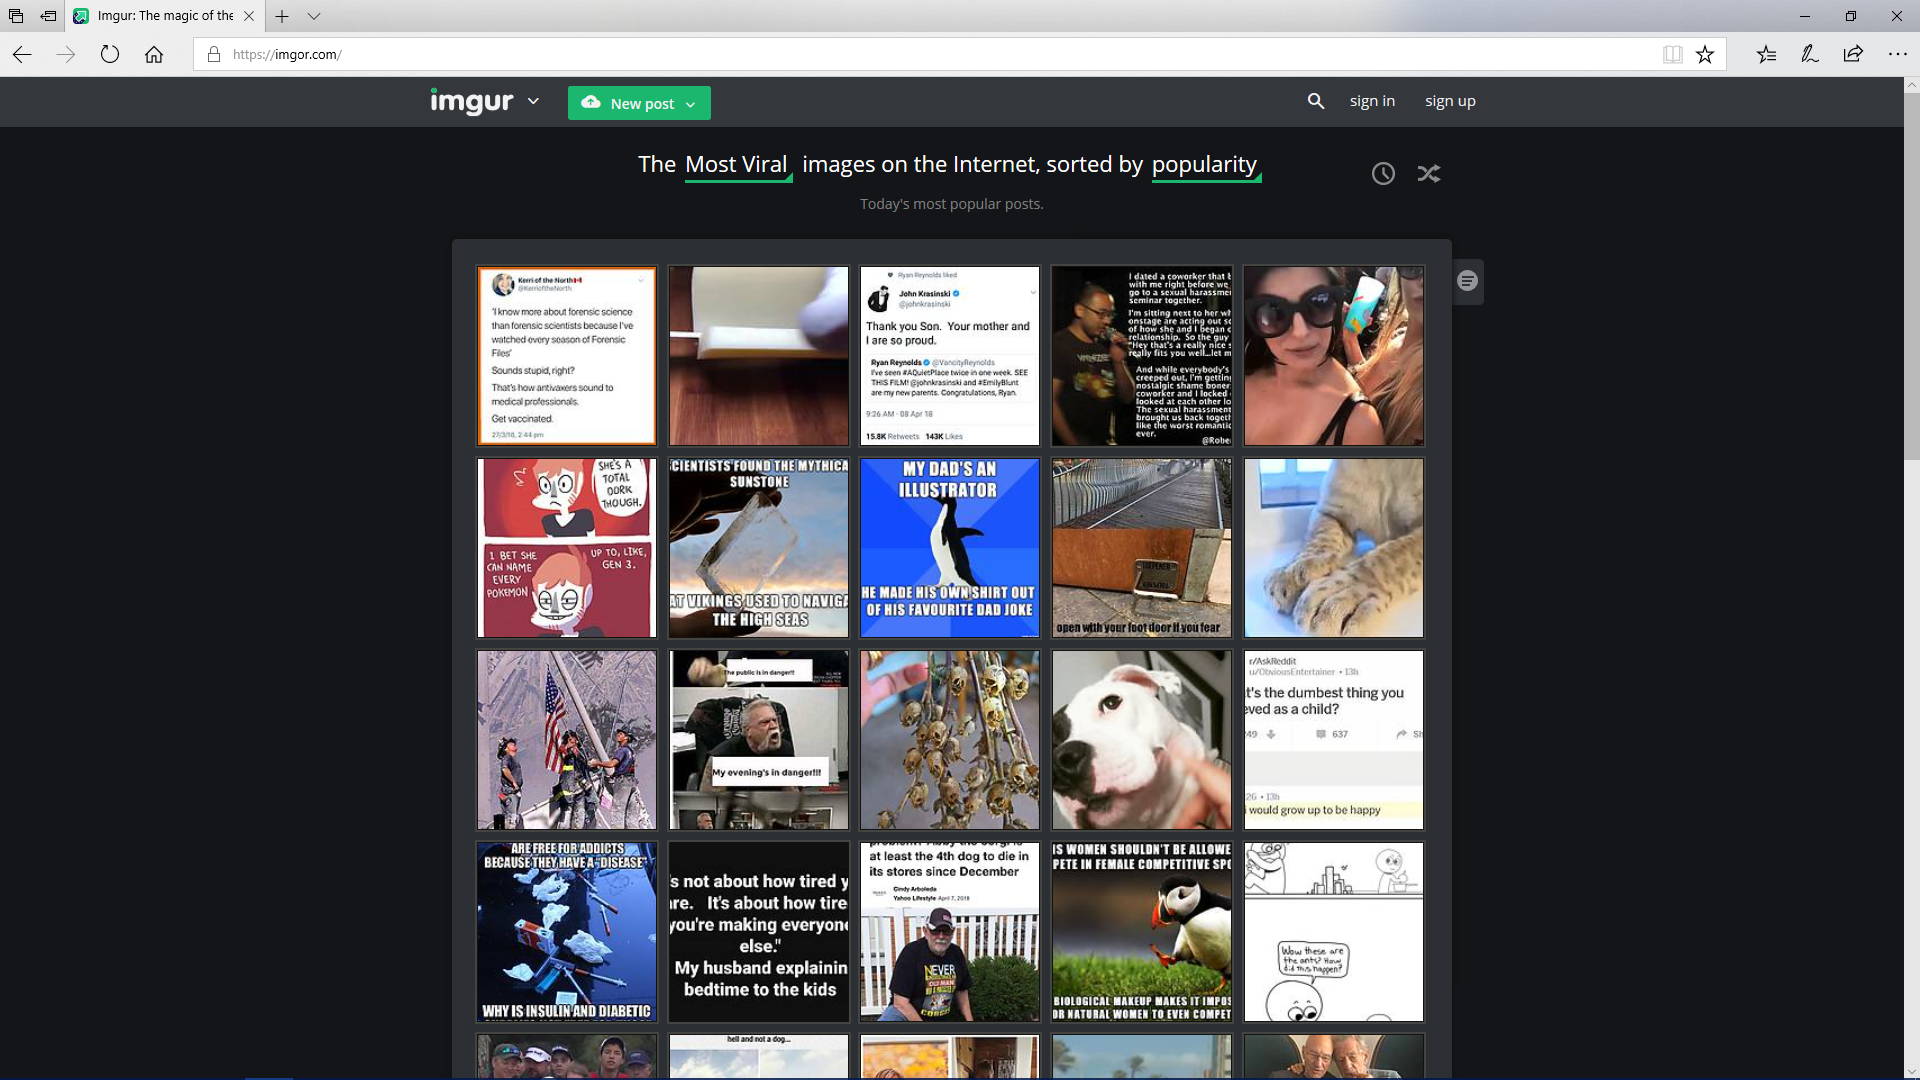 Imgur: The magic of the
https://imgor.com/
imgur
New post
sign in
sign up
The Most Viral images on the Internet, sorted by popularity
Today's most popular posts.
Kerri of the North
@KerrioftheNorth
'I know more about forensic science
than forensic scientists because I've
watched every season of Forensic
Files'
Sounds stupid, right?
That's how antivaxers sound to
medical professionals.
Get vaccinated.
27/3/18, 2:44 pm
Ryan Reynolds liked
John Krasinski
@johnkrasinski
Thank you Son. Your mother and
I are so proud.
Ryan Reynolds @VancityReynolds
I've seen #AQuietPlace twice in one week. SEE
THIS FILM! @johnkrasinski and #EmilyBlunt
are my new parents. Congratulations, Ryan.
9:26 AM - 08 Apr 18
15.8K Retweets 143K Likes
I dated a coworker that
with me right before we
go to a sexual harassme
seminar together.
I'm sitting next to her wh
onstage are acting out sc
of how she and I began
relationship. So the guy
"Hey that's a really nice s
really fits you well...let m
And while everybody's
creeped out, I'm getting
nostalgic shame boner.
coworker and I locked
looked at each other lo
The sexual harassment
brought us back togeth
like the worst romantic
ever.
@Robe
SHE'S A
TOTAL
DORK
THOUGH.
I BET SHE
CAN NAME
EVERY
POKEMON
UP TO, LIKE,
GEN 3.
CIENTISTS FOUND THE MYTHICA
SUNSTONE
AT VIKINGS USED TO NAVIGA
THE HIGH SEAS
MY DAD'S AN
ILLUSTRATOR
HE MADE HIS OWN SHIRT OUT
OF HIS FAVOURITE DAD JOKE
open with your foot door if you fear
The public is in danger!!
My evening's in danger!!!
r/AskReddit
u/ObviousEntertainer • 13h
t's the dumbest thing you
eved as a child?
49
637
Sh
26 • 13h
i would grow up to be happy
ARE FREE FOR ADDICTS
BECAUSE THEY HAVE A "DISEASE"
WHY IS INSULIN AND DIABETIC
s not about how tired y
re. It's about how tire
you're making everyone
else."
My husband explainin
bedtime to the kids
at least the 4th dog to die in
its stores since December
Cindy Arboleda
Yahoo Lifestyle April 7, 2018
NEVER
OLD MAN
IS WOMEN SHOULDN'T BE ALLOWE
PETE IN FEMALE COMPETITIVE SPO
BIOLOGICAL MAKEUP MAKES IT IMPOS
OR NATURAL WOMEN TO EVEN COMPET
Wow these are
the ants? How
did this happen?
hell and not a dog...